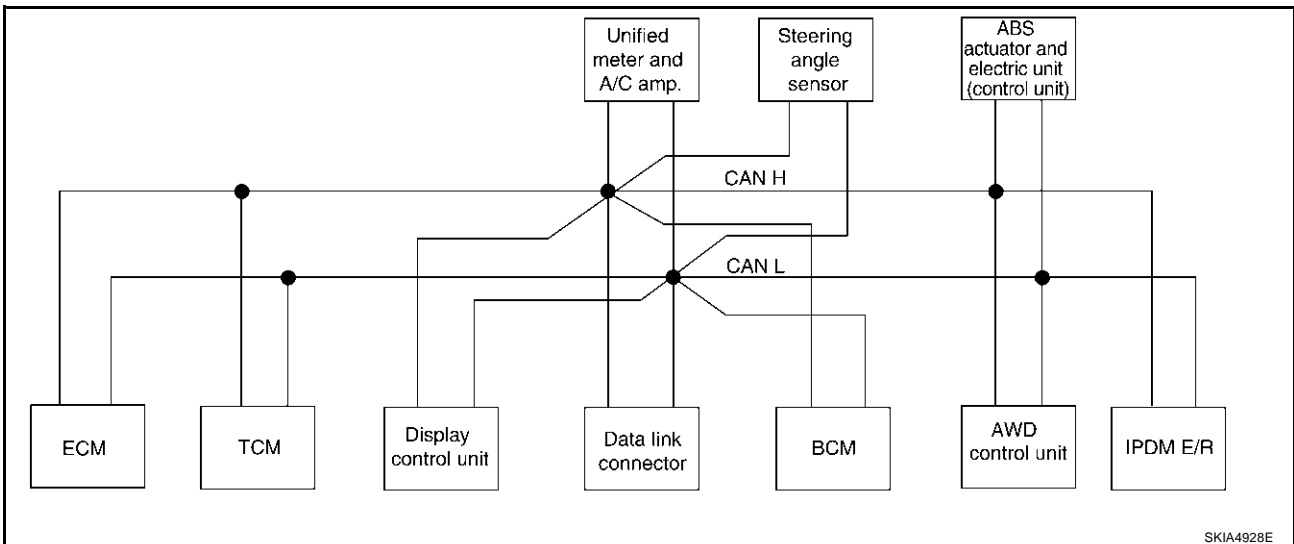 Unified
meter and
A/C amp.
Steering
angle
sensor
ABS
actuator and
electric unit
(control unit)
CAN H
CAN L
ECM
TCM
Display
control unit
Data link
connector
BCM
AWD
control unit
IPDM E/R
SKIA4928E